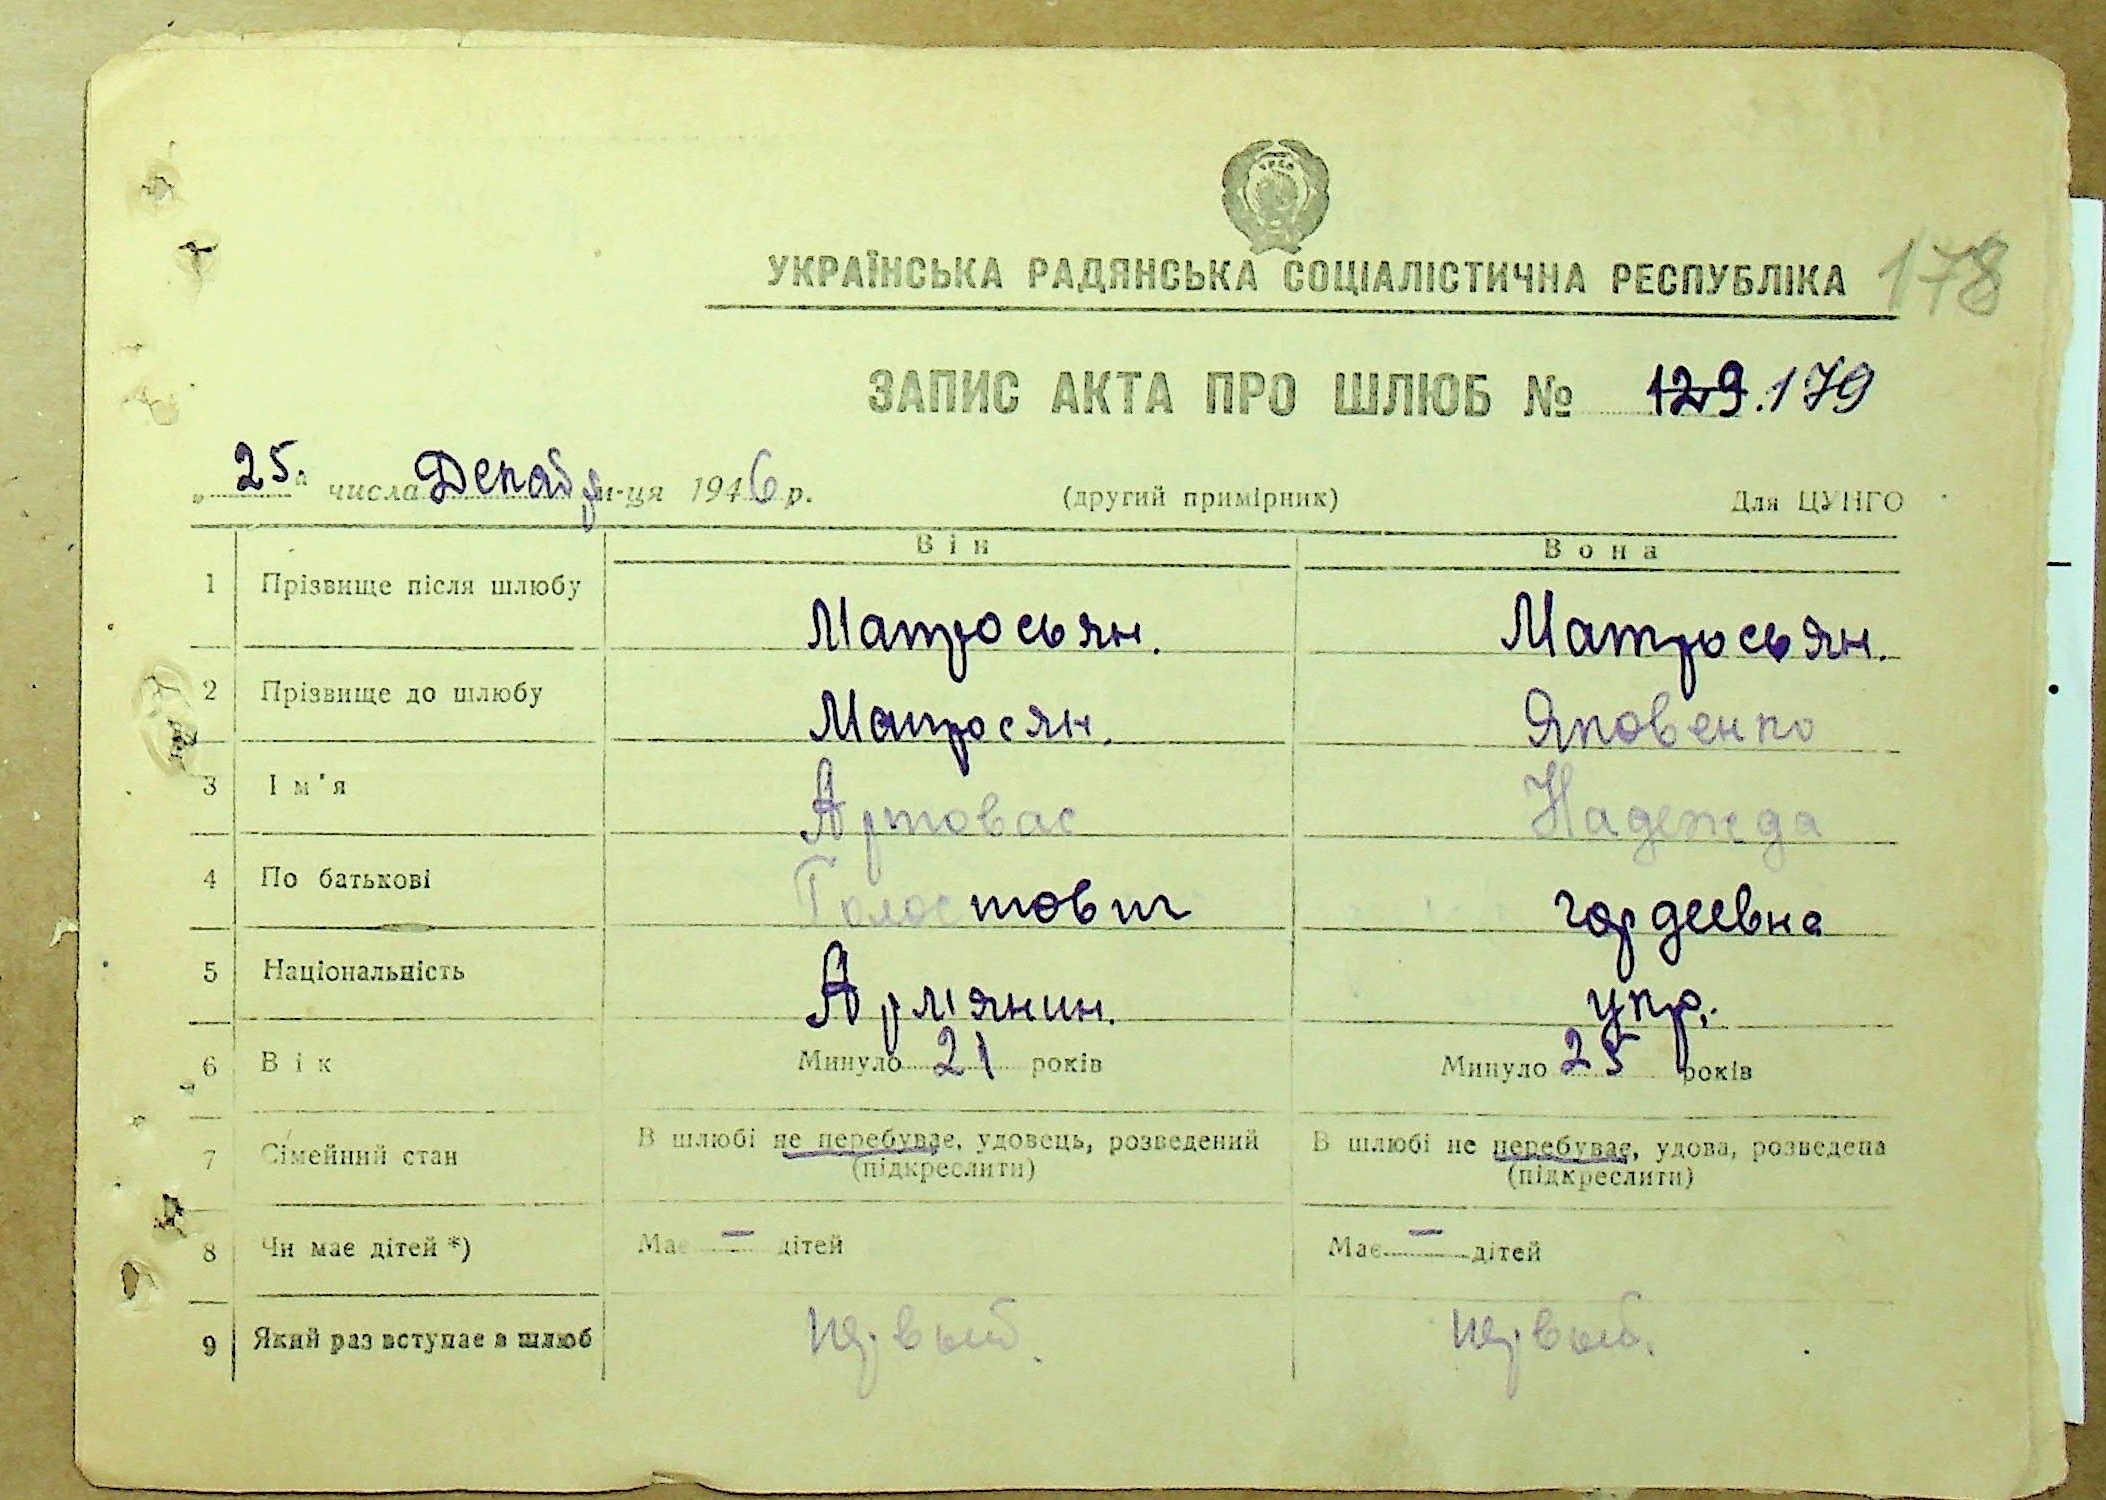 УКРАЇНСЬКА РАДЯНСЬКА СОЦІАЛІСТИЧНА РЕСПУБЛІКА 178
ЗАПИС АКТА ПРО ШЛЮБ № 129. 179
„25“ числа Декабр м-ця 1946 р. (другий примірник) Для ЦУНГО
Він Вона
1 Прізвище після шлюбу Матросьян. Матросьян.
2 Прізвище до шлюбу Матросян. Яковенко
3 Ім'я Артовас Надежда
4 По батькові Голостович гордеевна
5 Національність Армянин. укр.
6 Вік Минуло 21 років Минуло 25 років
7 Сімейний стан В шлюбі не перебуває, удовець, розведений (підкреслити) В шлюбі не перебуває, удова, розведена (підкреслити)
8 Чи має дітей *) Має — дітей Має — дітей
9 Який раз вступає в шлюб первый. первый.